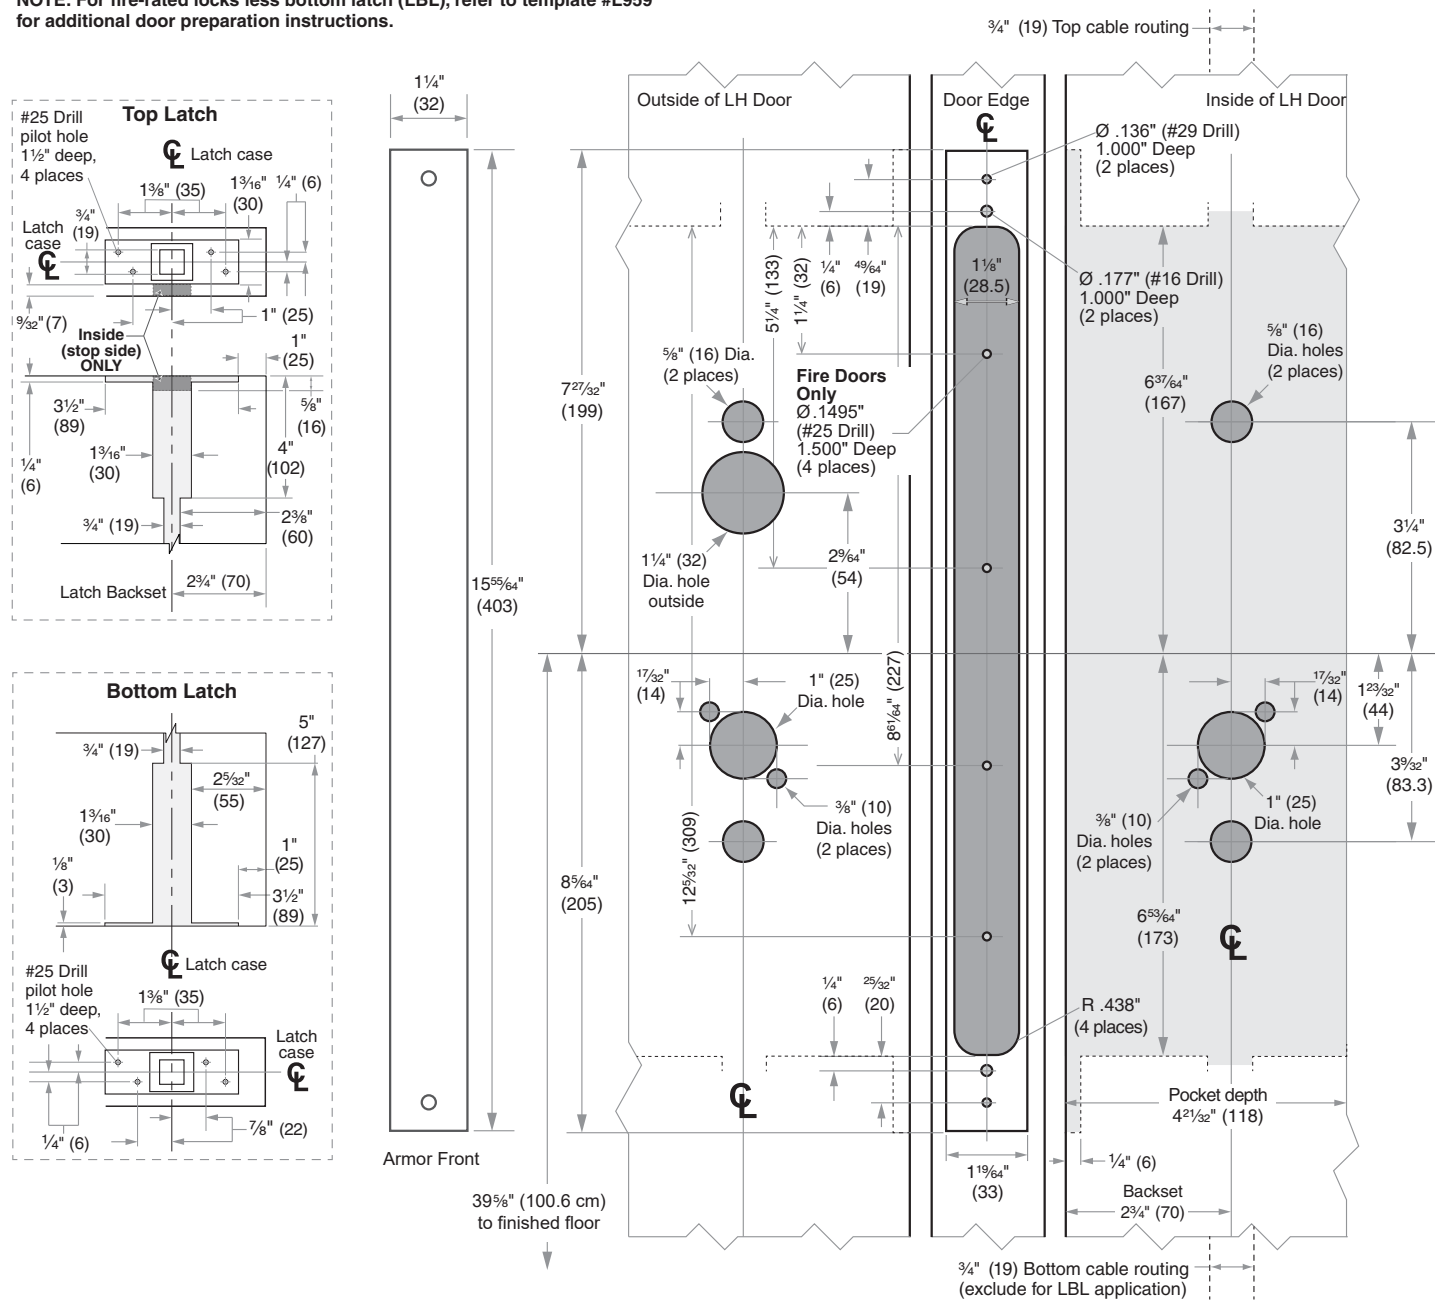 NOTE: For fire-rated locks less bottom latch (LBL), refer to template #L959
for additional door preparation instructions.
Top Latch
#25 Drill
pilot hole
1½" deep,
4 places
℄ Latch case
1⅜" (35)
1³⁄₁₆"
(30)
¼" (6)
¾"
(19)
Latch
case
℄
⁹⁄₃₂" (7)
1" (25)
Inside
(stop side)
ONLY
1"
(25)
3½"
(89)
⅝"
(16)
1³⁄₁₆"
(30)
4"
(102)
¼"
(6)
¾" (19)
2⅜"
(60)
Latch Backset
2¾" (70)
Bottom Latch
5"
(127)
¾" (19)
2⁵⁄₃₂"
(55)
1³⁄₁₆"
(30)
1"
(25)
⅛"
(3)
3½"
(89)
℄ Latch case
#25 Drill
pilot hole
1½" deep,
4 places
1⅜" (35)
Latch
case
℄
¼" (6)
⅞" (22)
1¼"
(32)
15⁵⁵⁄₆₄"
(403)
Armor Front
39⅝" (100.6 cm)
to finished floor
Outside of LH Door
7²⁷⁄₃₂"
(199)
⅝" (16) Dia.
(2 places)
5¼" (133)
1¼" (32)
¼"
(6)
⁴⁹⁄₆₄"
(19)
Fire Doors
Only
Ø .1495"
(#25 Drill)
1.500" Deep
(4 places)
1¼" (32)
Dia. hole
outside
2⁹⁄₆₄"
(54)
¹⁷⁄₃₂"
(14)
1" (25)
Dia. hole
8⁶¹⁄₆₄" (227)
⅜" (10)
Dia. holes
(2 places)
12⁵⁄₃₂" (309)
8⁵⁄₆₄"
(205)
¼"
(6)
²⁵⁄₃₂"
(20)
℄
Door Edge
℄
1⅛"
(28.5)
1¹⁹⁄₆₄"
(33)
¾" (19) Top cable routing
Inside of LH Door
Ø .136" (#29 Drill)
1.000" Deep
(2 places)
Ø .177" (#16 Drill)
1.000" Deep
(2 places)
⅝" (16)
Dia. holes
(2 places)
6³⁷⁄₆₄"
(167)
3¼"
(82.5)
¹⁷⁄₃₂"
(14)
1²³⁄₃₂"
(44)
3⁹⁄₃₂"
(83.3)
1" (25)
Dia. hole
⅜" (10)
Dia. holes
(2 places)
6⁵³⁄₆₄"
(173)
℄
R .438"
(4 places)
Pocket depth
4²¹⁄₃₂" (118)
¼" (6)
Backset
2¾" (70)
¾" (19) Bottom cable routing
(exclude for LBL application)